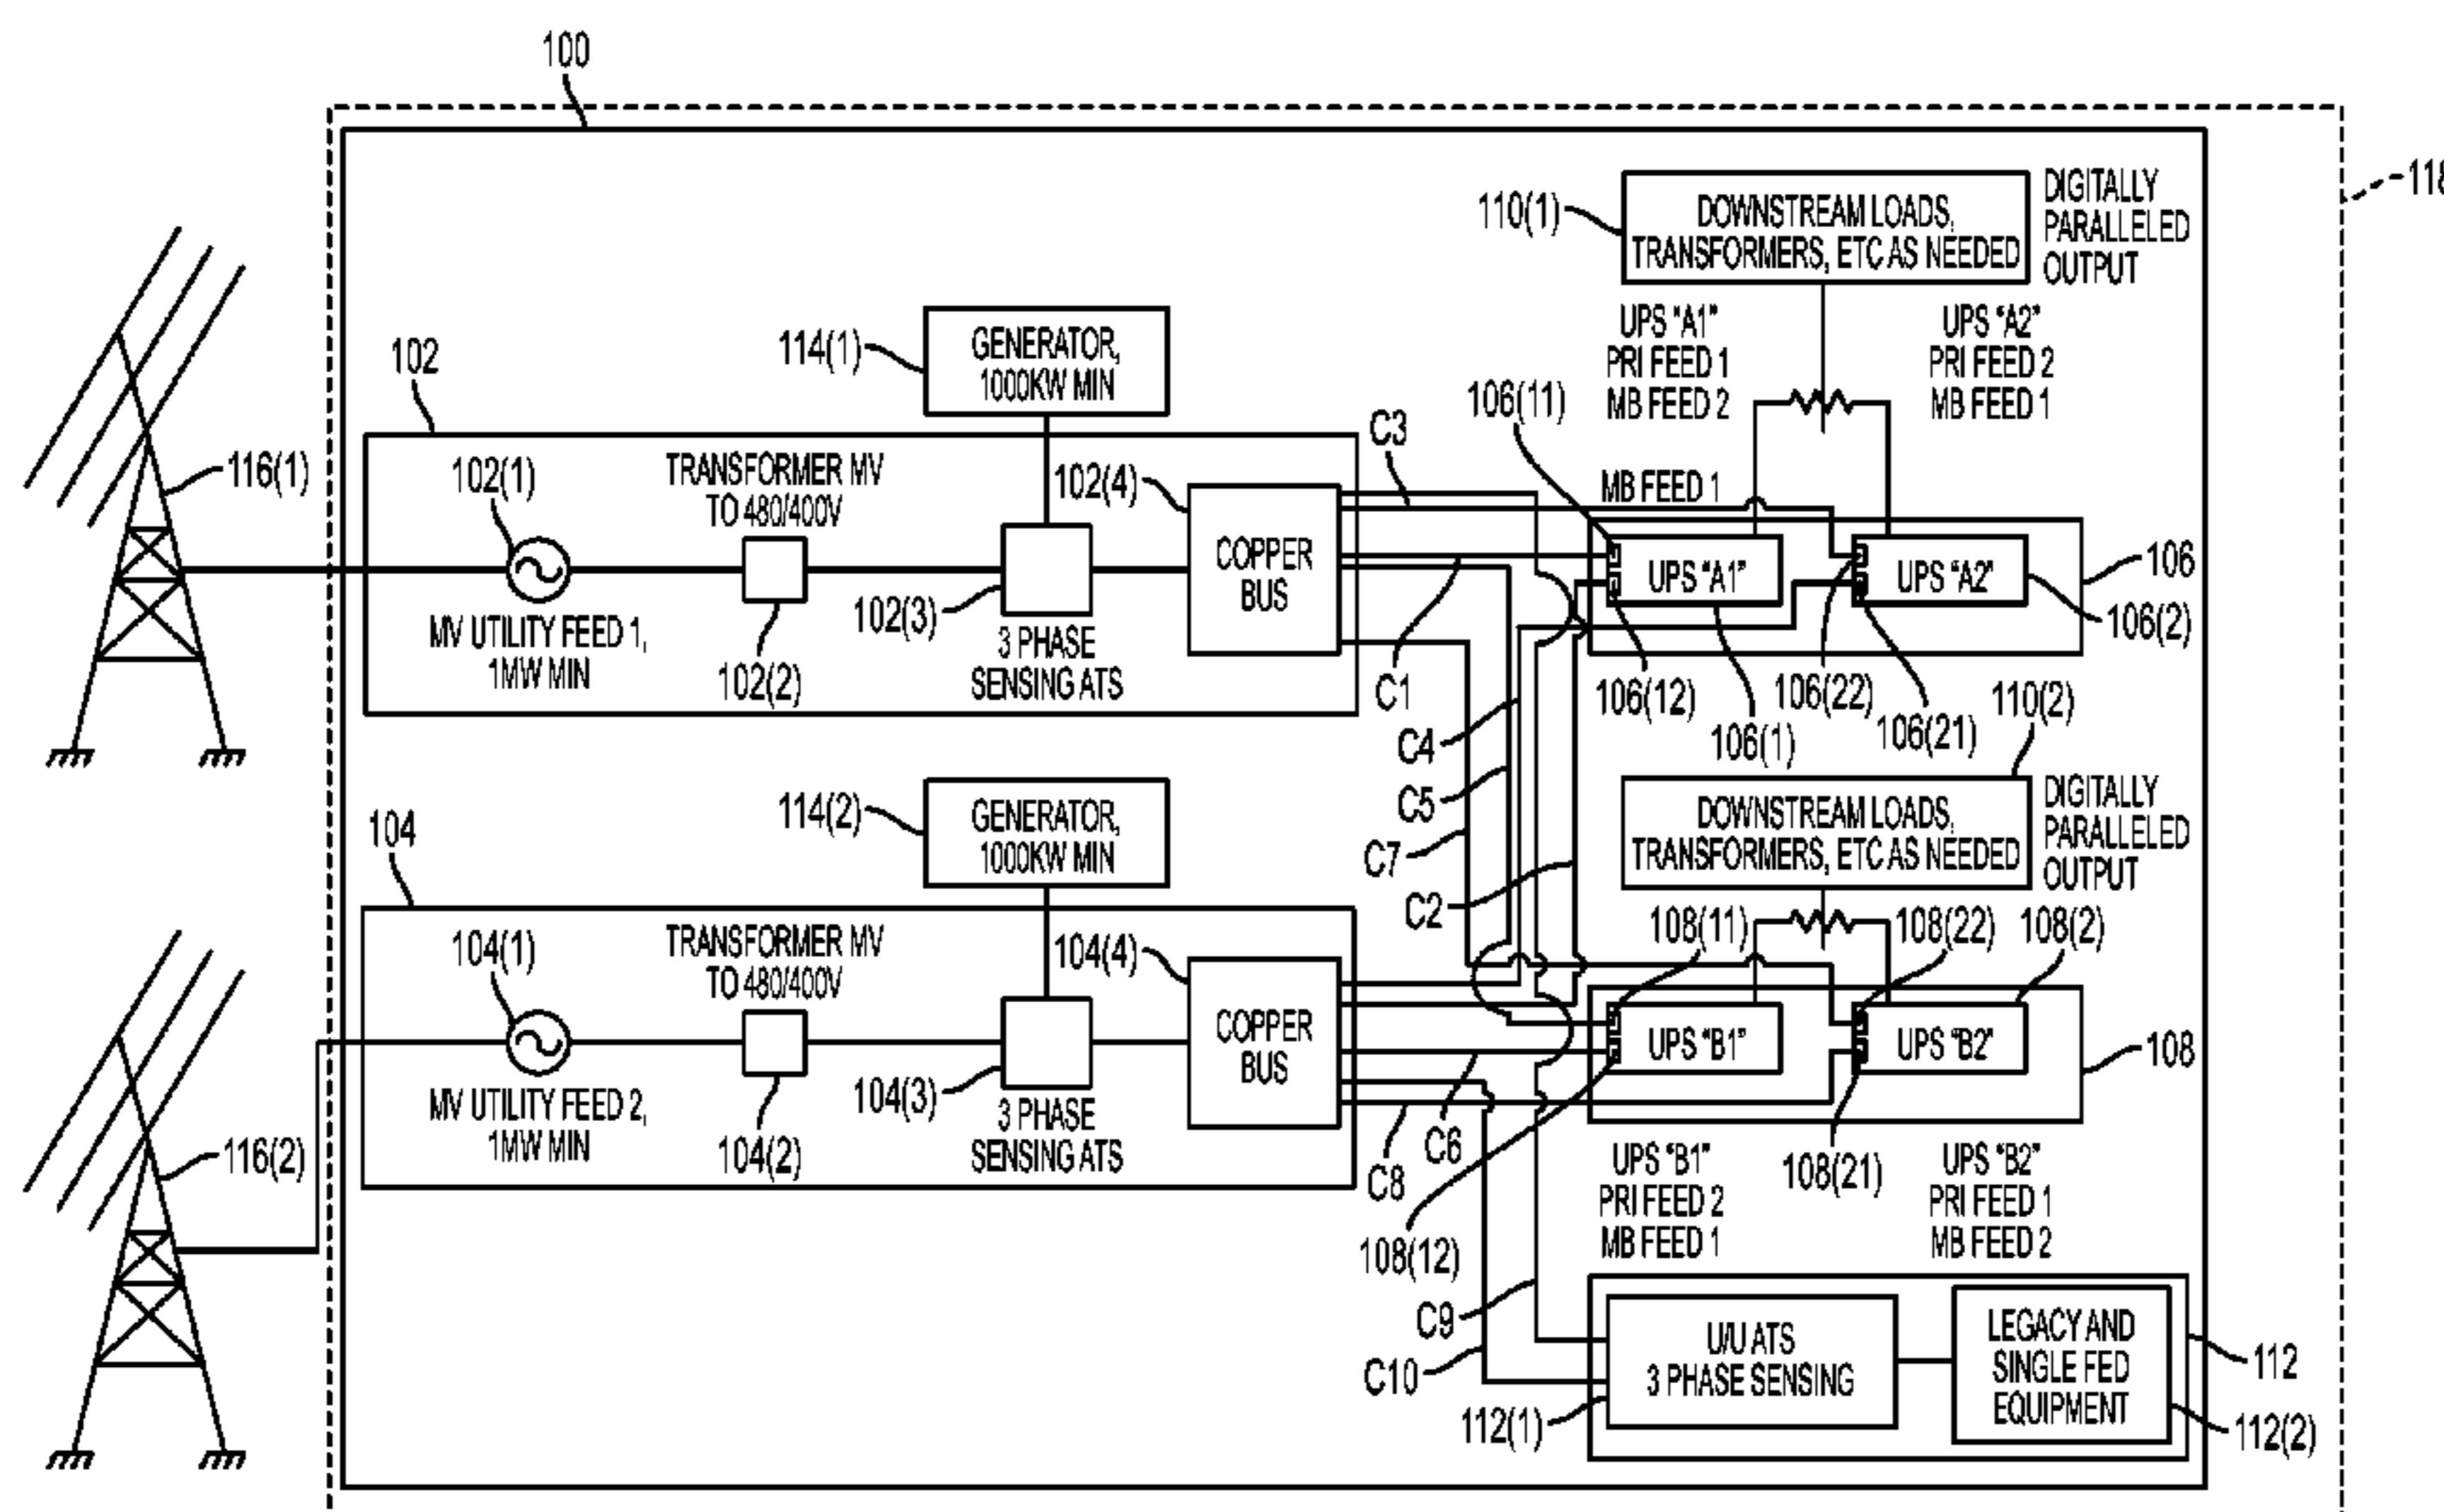 100
118
110(1)
DOWNSTREAM LOADS,
TRANSFORMERS, ETC AS NEEDED
DIGITALLY
PARALLELED
OUTPUT
UPS "A1"
PRI FEED 1
MB FEED 2
UPS "A2"
PRI FEED 2
MB FEED 1
114(1)
GENERATOR,
1000KW MIN
102
116(1)
102(1)
TRANSFORMER MV
TO 480/400V
102(4)
C3
106(11)
MB FEED 1
COPPER
BUS
UPS "A1"
UPS "A2"
106
MV UTILITY FEED 1,
1MW MIN
102(2)
102(3)
3 PHASE
SENSING ATS
C1
106(12)
106(1)
106(22)
106(21)
106(2)
110(2)
C4
C5
C7
C2
114(2)
GENERATOR,
1000KW MIN
DOWNSTREAM LOADS,
TRANSFORMERS, ETC AS NEEDED
DIGITALLY
PARALLELED
OUTPUT
104
116(2)
104(1)
TRANSFORMER MV
TO 480/400V
104(4)
108(11)
108(22)
108(2)
COPPER
BUS
UPS "B1"
UPS "B2"
108
MV UTILITY FEED 2,
1MW MIN
104(2)
104(3)
3 PHASE
SENSING ATS
C6
C8
108(12)
108(21)
UPS "B1"
PRI FEED 2
MB FEED 1
UPS "B2"
PRI FEED 1
MB FEED 2
C9
C10
U/U ATS
3 PHASE SENSING
LEGACY AND
SINGLE FED
EQUIPMENT
112
112(1)
112(2)